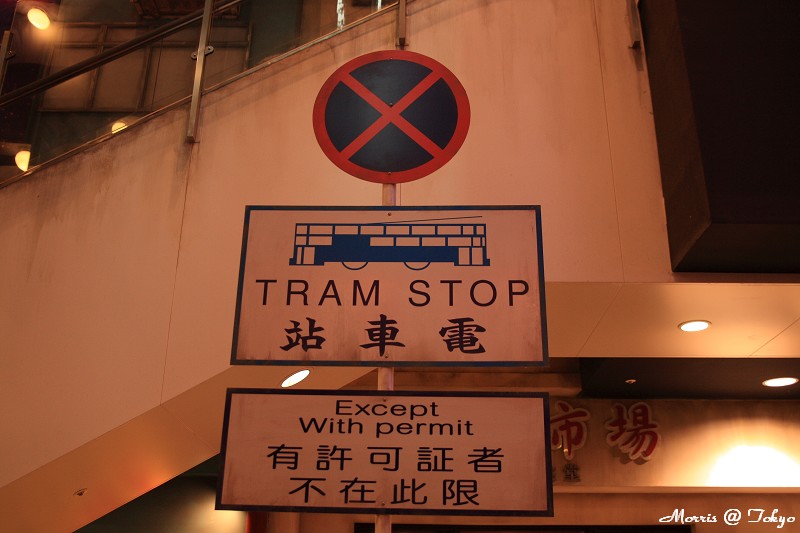 TRAM STOP
站車電
Except
With permit
有許可証者
不在此限
市場
Morris @ Tokyo